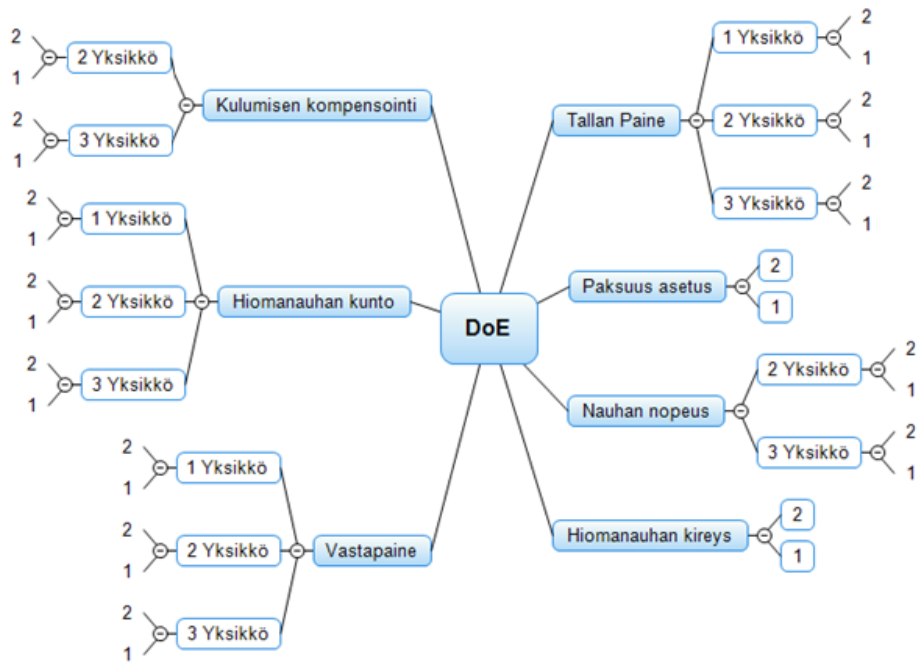 DoE
Kulumisen kompensointi
2 Yksikkö
2
1
3 Yksikkö
2
1
Hiomanauhan kunto
1 Yksikkö
2
1
2 Yksikkö
2
1
3 Yksikkö
2
1
Vastapaine
1 Yksikkö
2
1
2 Yksikkö
2
1
3 Yksikkö
2
1
Tallan Paine
1 Yksikkö
2
1
2 Yksikkö
2
1
3 Yksikkö
2
1
Paksuus asetus
2
1
Nauhan nopeus
2 Yksikkö
2
1
3 Yksikkö
2
1
Hiomanauhan kireys
2
1